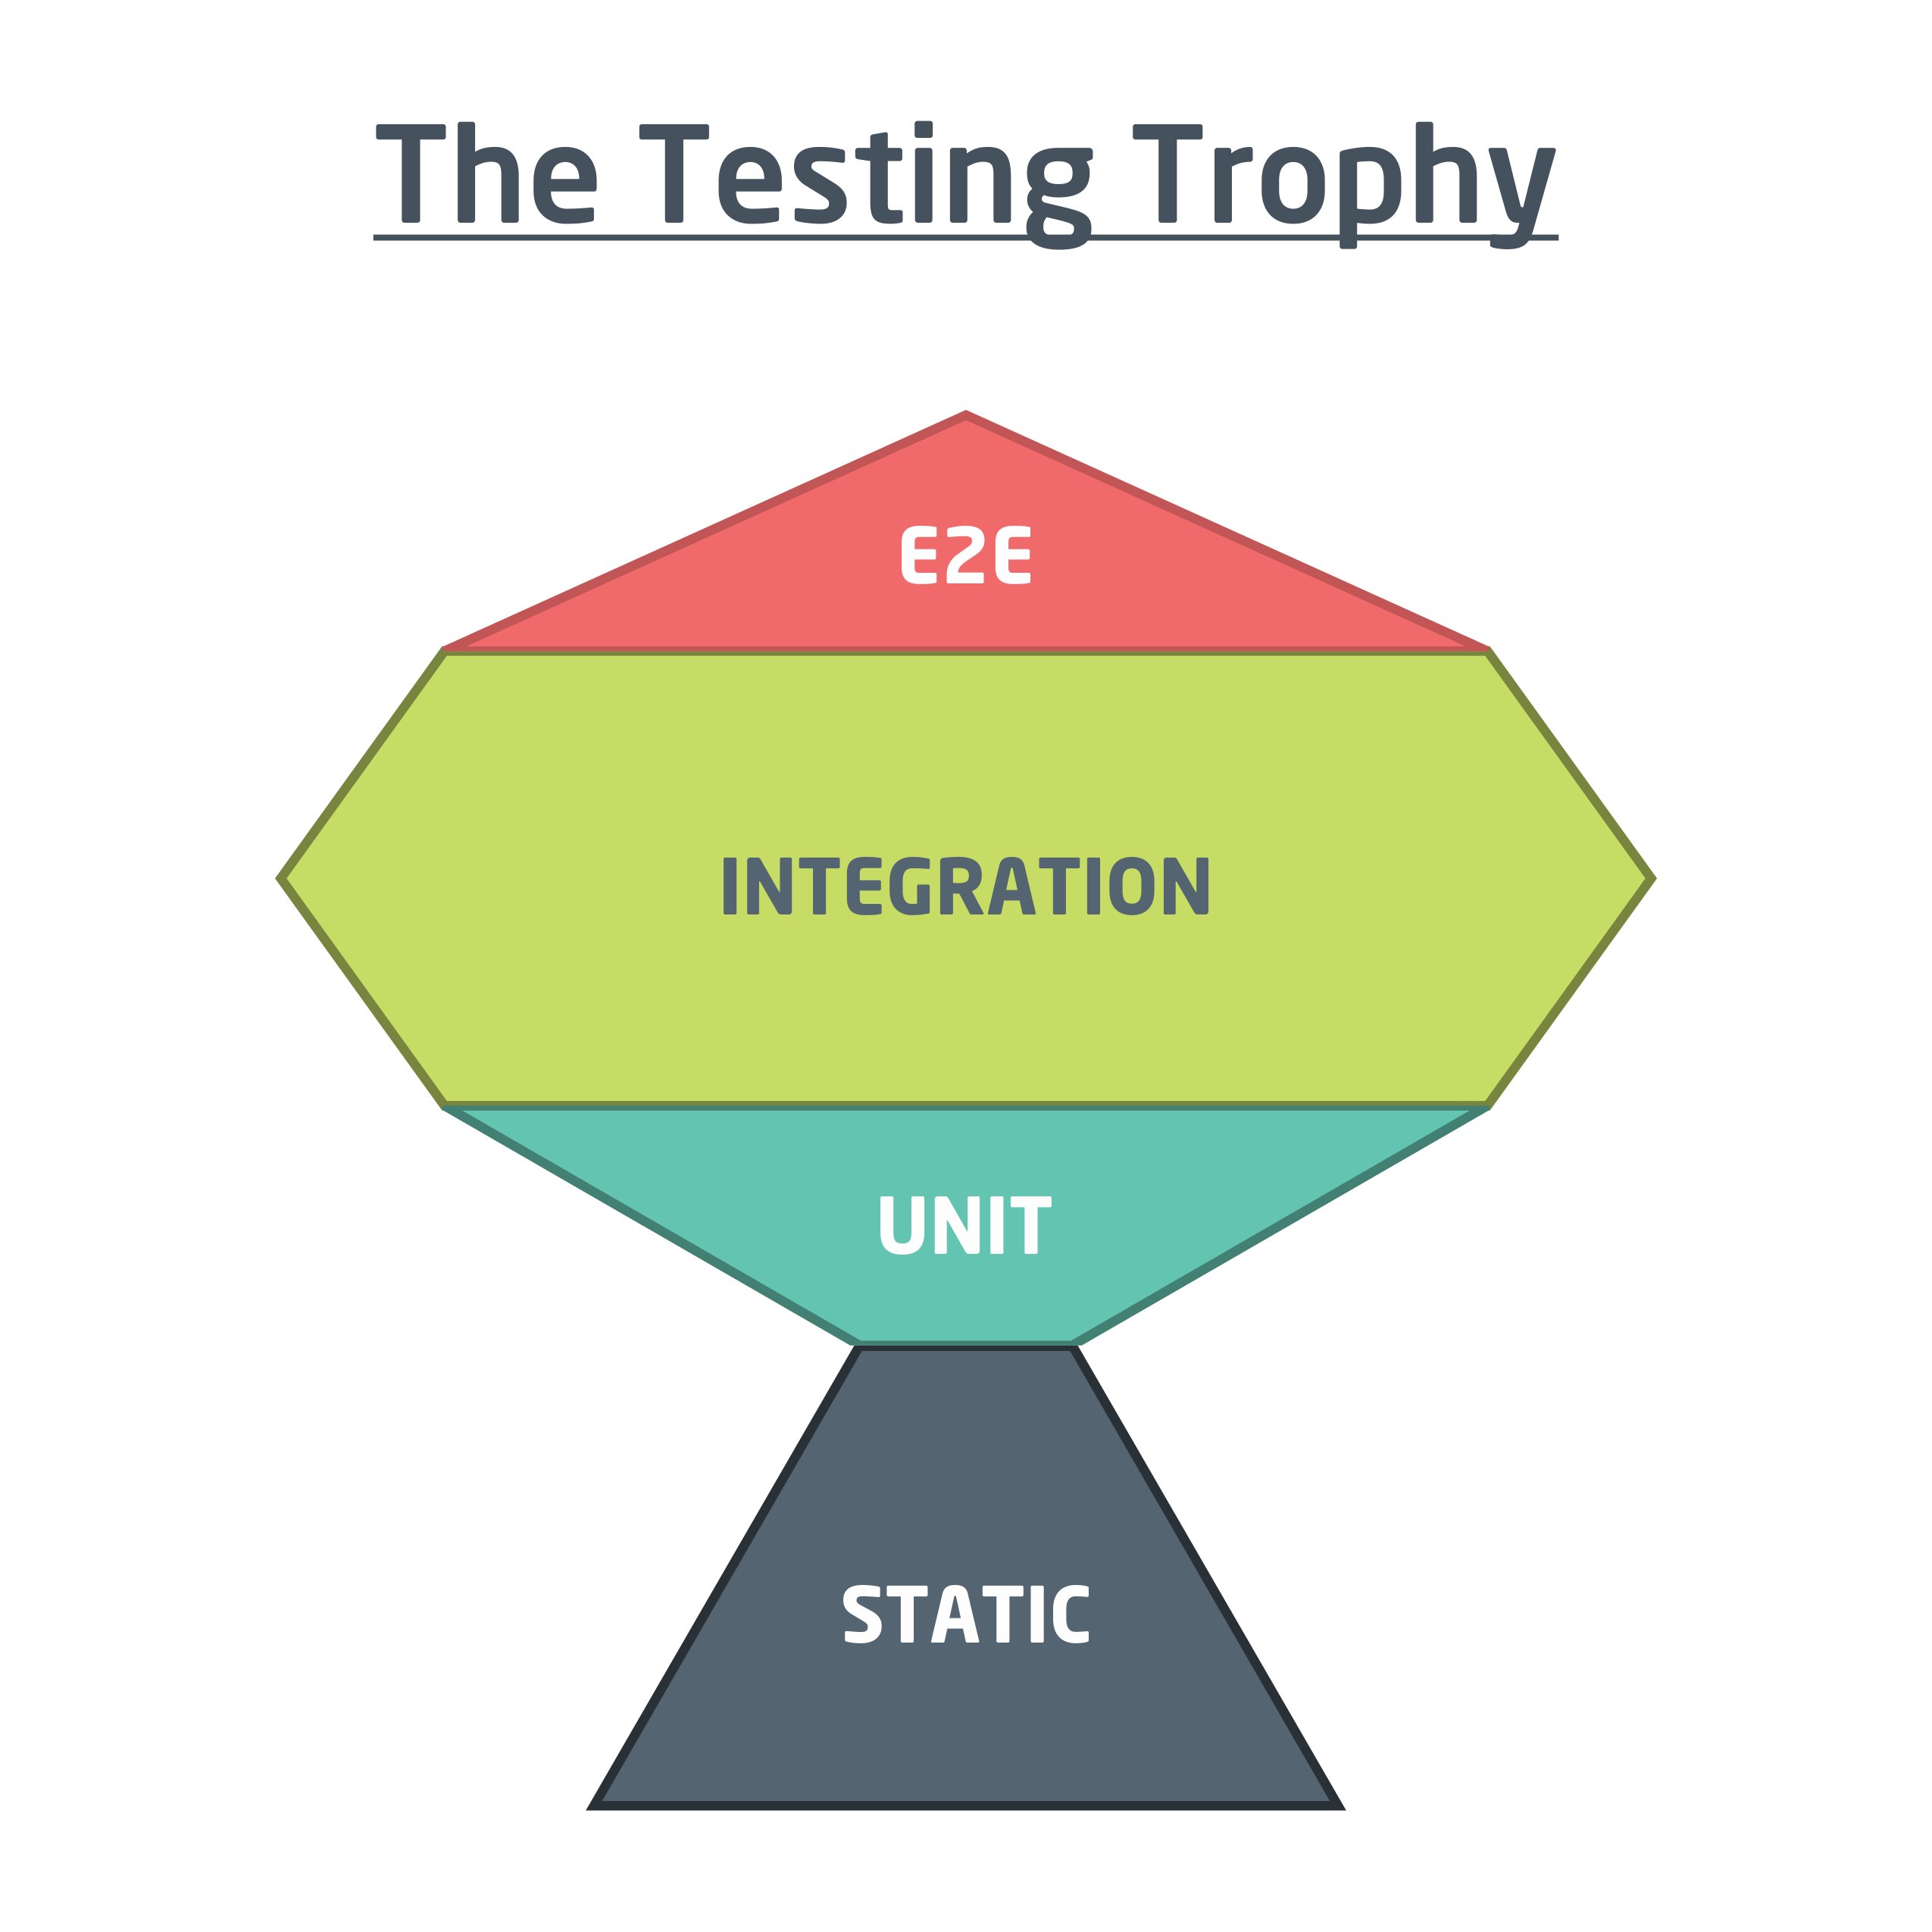 The Testing Trophy
E2E
INTEGRATION
UNIT
STATIC